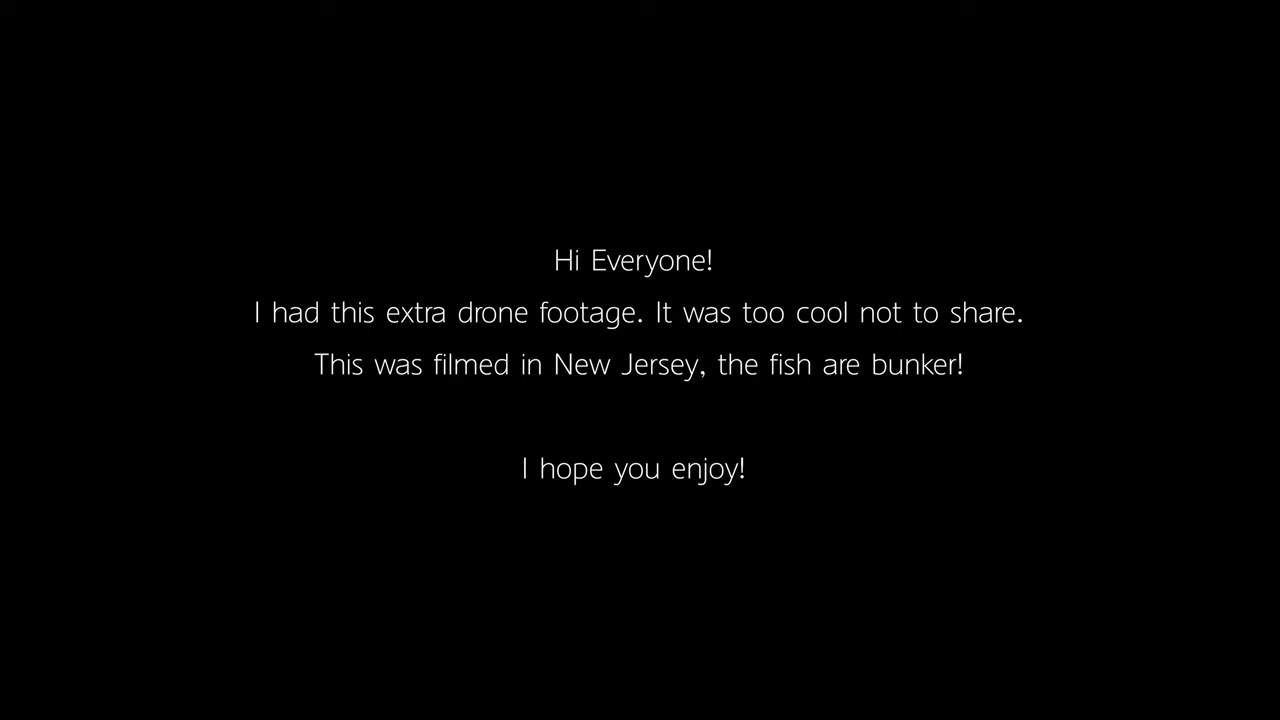 Hi Everyone!
I had this extra drone footage. It was too cool not to share.
This was filmed in New Jersey, the fish are bunker!
I hope you enjoy!